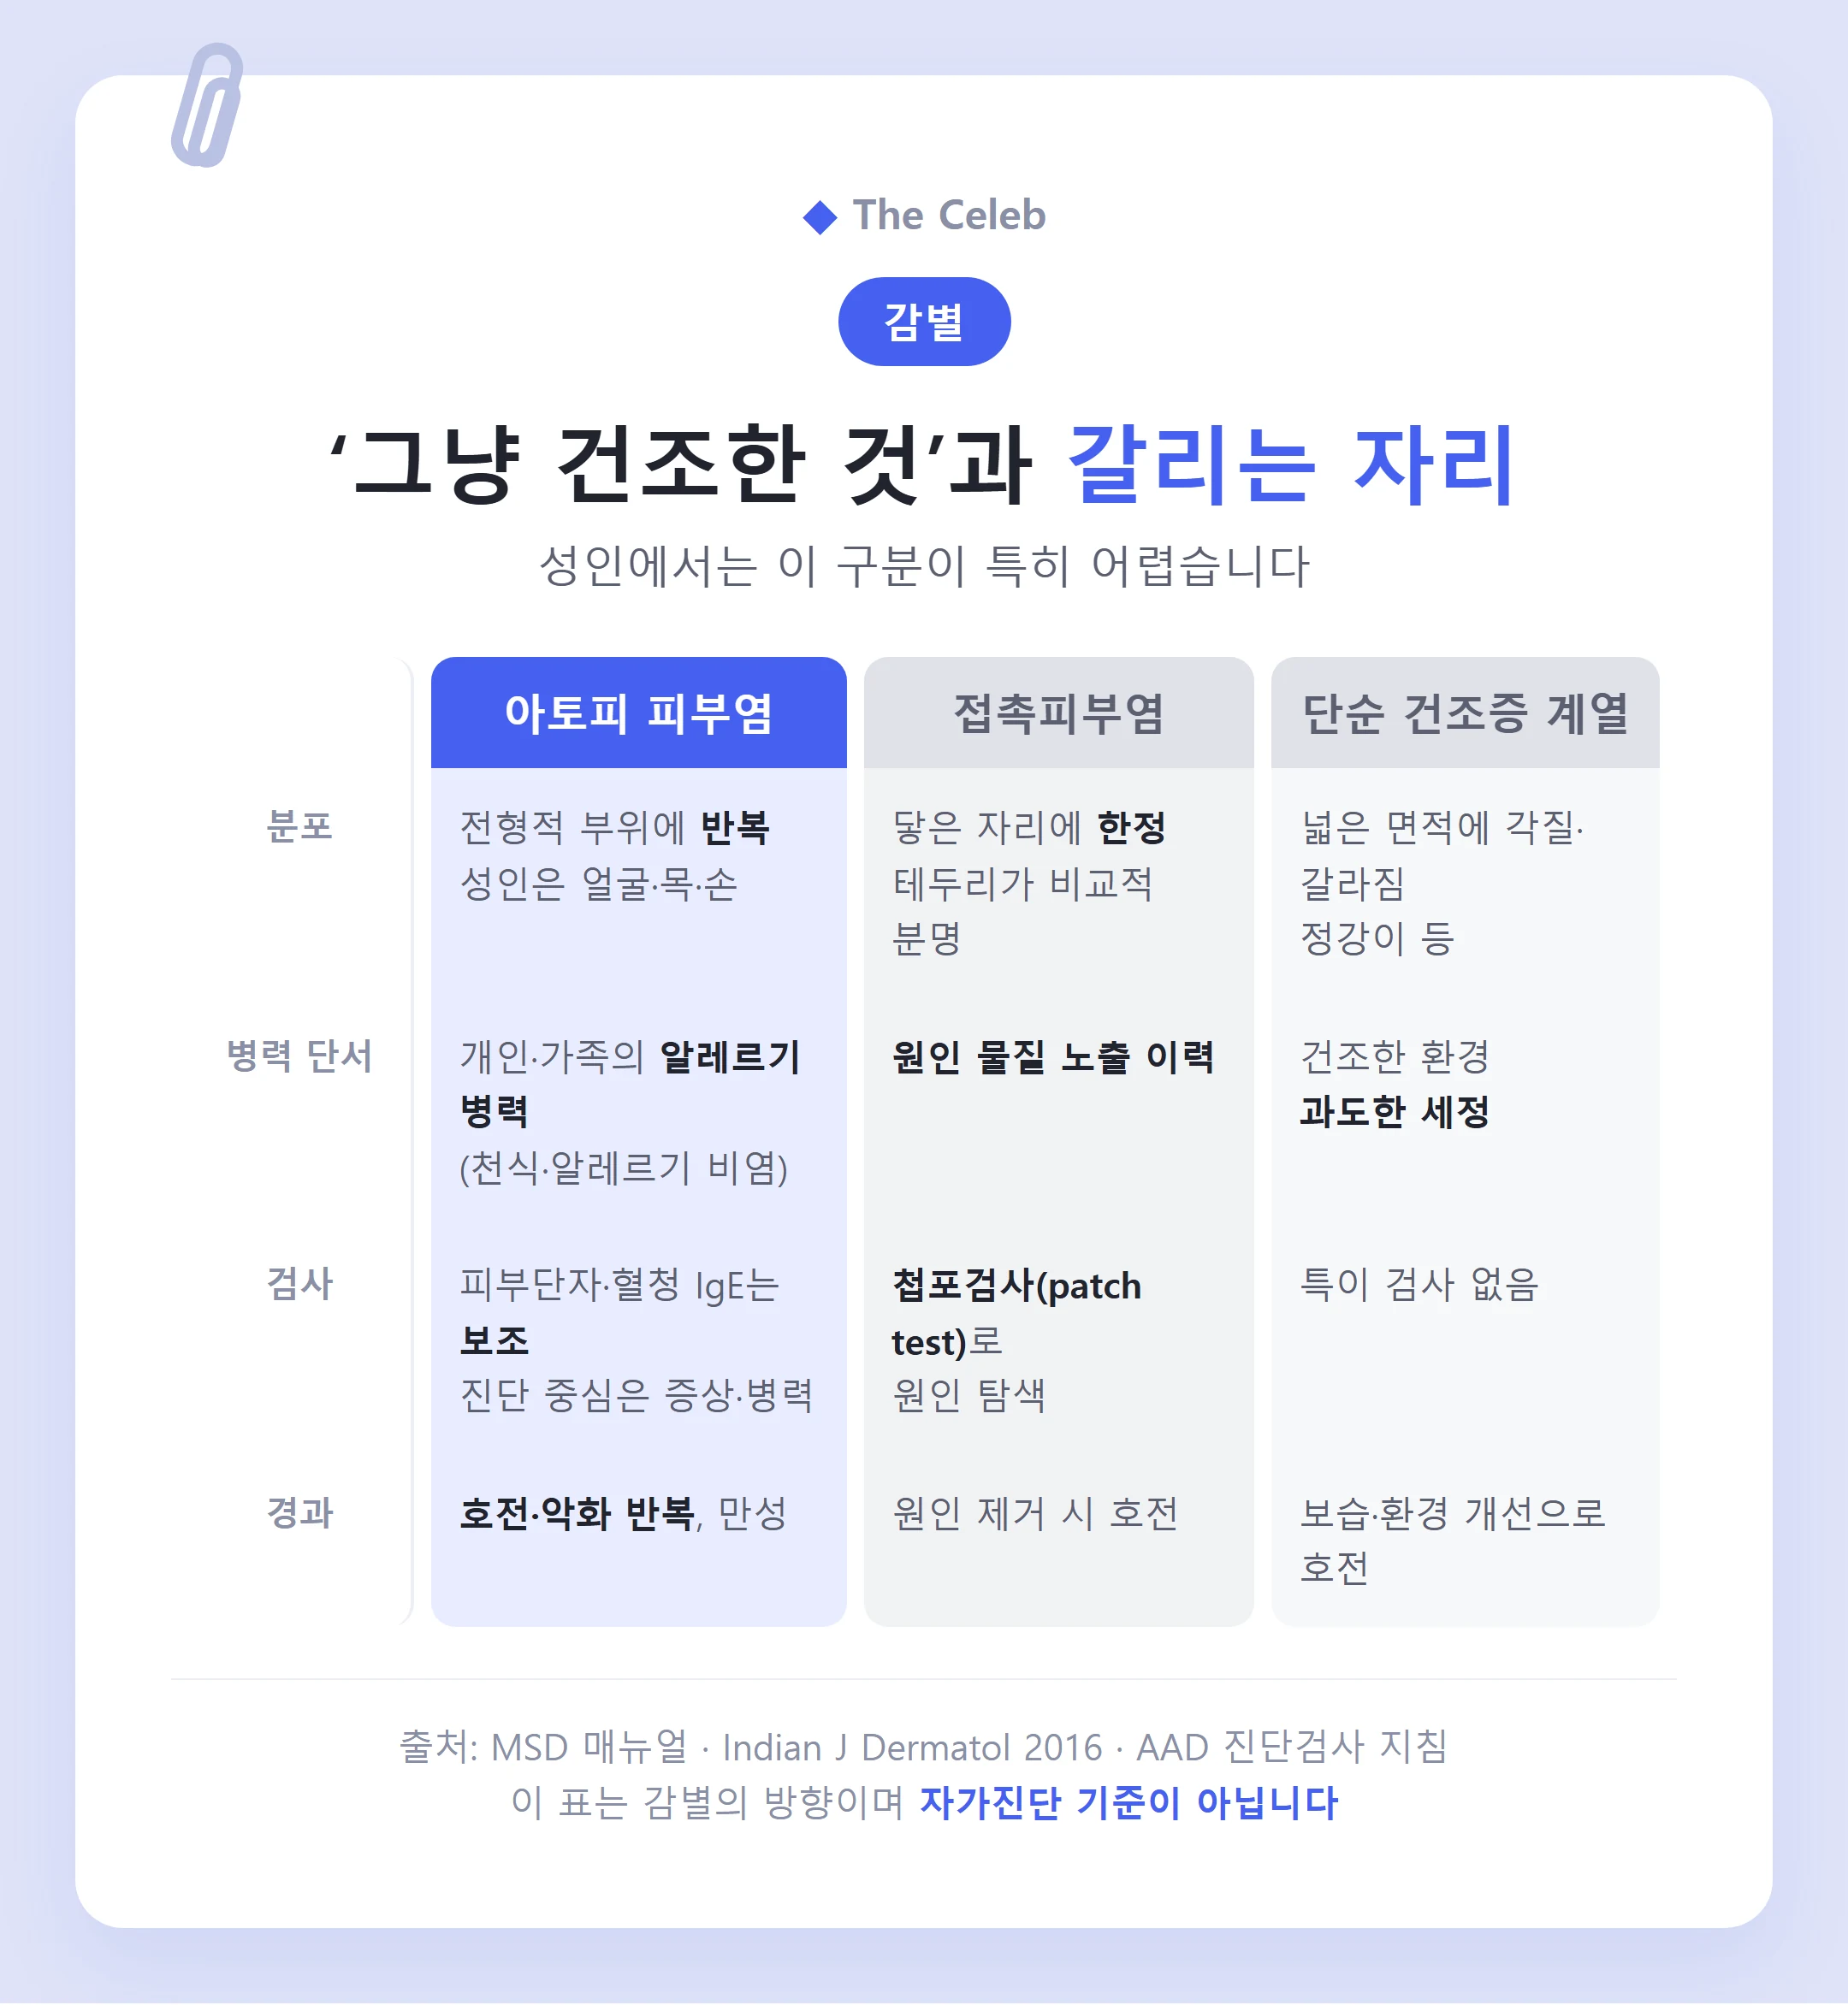 The Celeb
감별
‘그냥 건조한 것’과 갈리는 자리
성인에서는 이 구분이 특히 어렵습니다
아토피 피부염
접촉피부염
단순 건조증 계열
분포
전형적 부위에 반복
성인은 얼굴·목·손
닿은 자리에 한정
테두리가 비교적
분명
넓은 면적에 각질·
갈라짐
정강이 등
병력 단서
개인·가족의 알레르기
병력
(천식·알레르기 비염)
원인 물질 노출 이력
건조한 환경
과도한 세정
검사
피부단자·혈청 IgE는
보조
진단 중심은 증상·병력
첩포검사(patch
test)로
원인 탐색
특이 검사 없음
경과
호전·악화 반복, 만성
원인 제거 시 호전
보습·환경 개선으로
호전
출처: MSD 매뉴얼 · Indian J Dermatol 2016 · AAD 진단검사 지침
이 표는 감별의 방향이며 자가진단 기준이 아닙니다